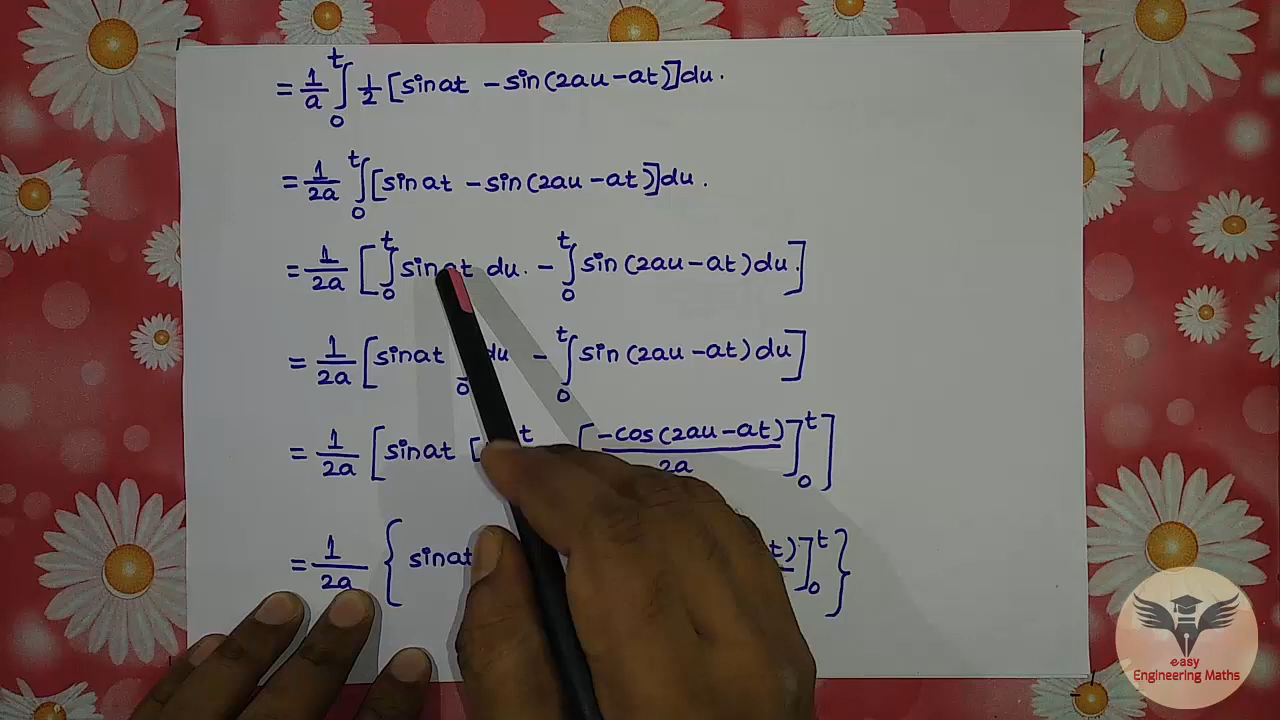 = 1/a ∫₀ᵗ 1/2 [sinat - sin(2au-at)]du.
= 1/2a ∫₀ᵗ [sinat - sin(2au-at)]du.
= 1/2a [∫₀ᵗ sinat du. - ∫₀ᵗ sin(2au-at)du.]
= 1/2a [sinat ∫₀ du - ∫₀ᵗ sin(2au-at)du]
= 1/2a [sinat [ ᵗ [-cos(2au-at)/2a]₀ᵗ]
= 1/2a {sinat t)]₀ᵗ}
easy
Engineering Maths